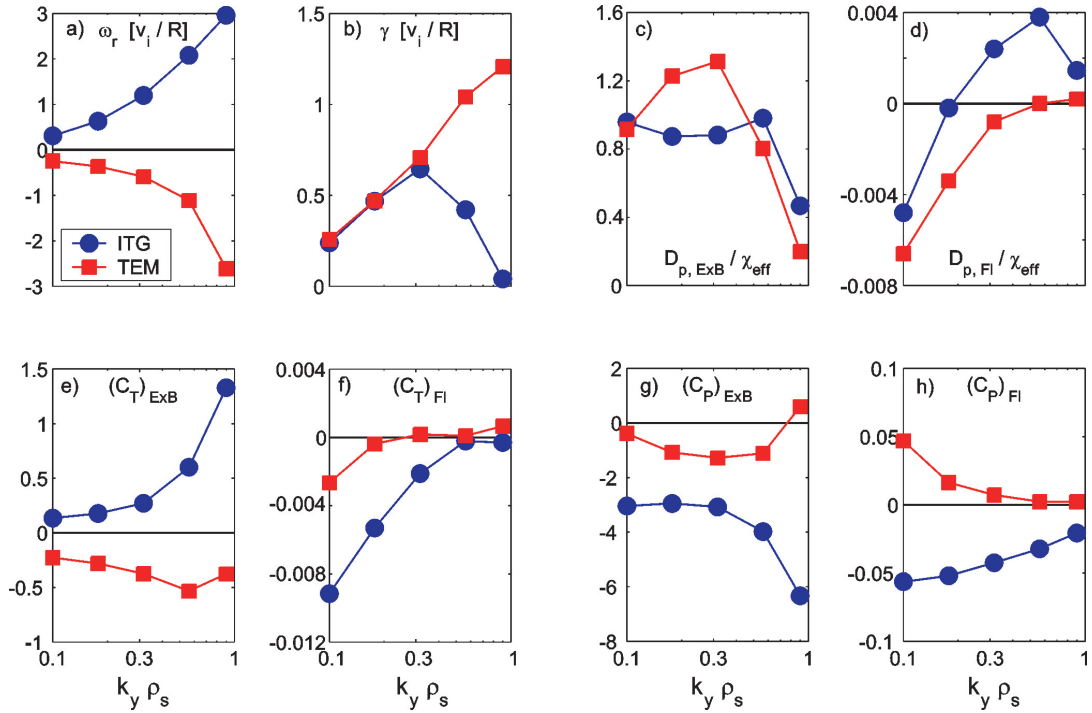 a) ω_r [v_i / R]
3
2
1
0
-1
-2
-3
ITG
TEM
b) γ [v_i / R]
1.5
1
0.5
0
c)
1.6
1.2
0.8
0.4
0
D_p, ExB / χ_eff
d)
0.004
0
-0.004
-0.008
D_p, Fl / χ_eff
e) (C_T)_ExB
1.5
1
0.5
0
-0.5
-1
0.1 0.3 1
k_y ρ_s
f) (C_T)_Fl
0.004
0
-0.004
-0.008
-0.012
0.1 0.3 1
k_y ρ_s
g) (C_P)_ExB
2
0
-2
-4
-6
-8
0.1 0.3 1
k_y ρ_s
h) (C_P)_Fl
0.1
0.05
0
-0.05
-0.1
0.1 0.3 1
k_y ρ_s